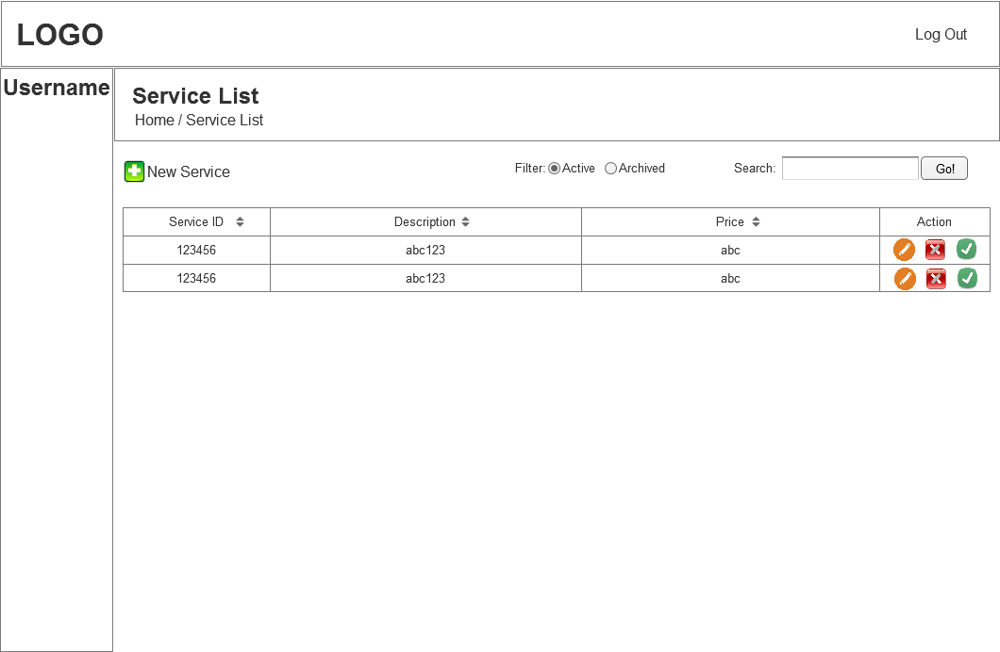 LOGO
Log Out
Username
Service List
Home / Service List
New Service
Filter: Active Archived
Search: Go!
Service ID Description Price Action
123456 abc123 abc
123456 abc123 abc